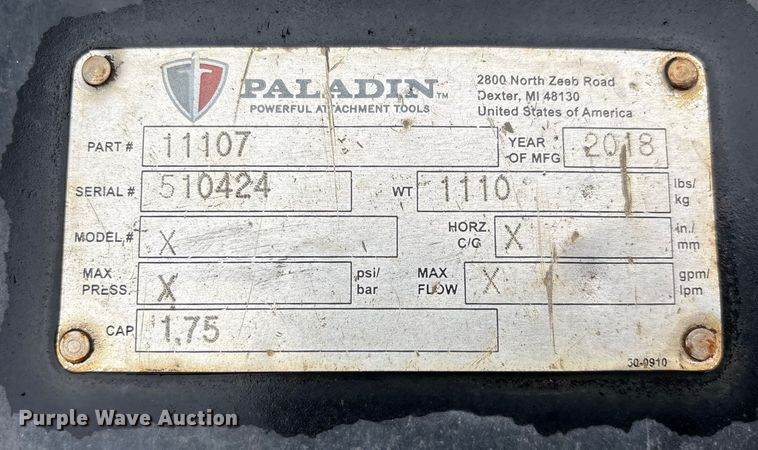 PALADIN™
POWERFUL ATTACHMENT TOOLS
2800 North Zeeb Road
Dexter, MI 48130
United States of America
PART # 11107 YEAR OF MFG 2018
SERIAL # 510424 WT 1110 lbs/ kg
MODEL # X HORZ. C/C X in./ mm
MAX PRESS. X psi/ bar MAX FLOW X gpm/ lpm
CAP 1.75
50-0910
Purple Wave Auction